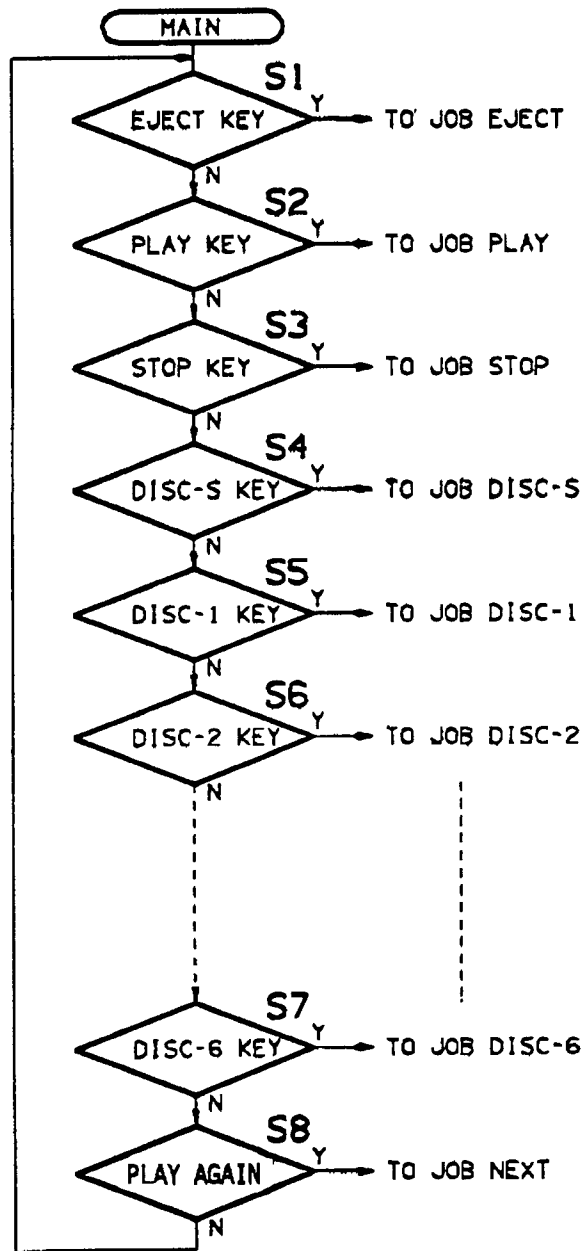 MAIN
S1
EJECT KEY
Y
TO JOB EJECT
N
S2
PLAY KEY
Y
TO JOB PLAY
N
S3
STOP KEY
Y
TO JOB STOP
N
S4
DISC-S KEY
Y
TO JOB DISC-S
N
S5
DISC-1 KEY
Y
TO JOB DISC-1
N
S6
DISC-2 KEY
Y
TO JOB DISC-2
N
S7
DISC-6 KEY
Y
TO JOB DISC-6
N
S8
PLAY AGAIN
Y
TO JOB NEXT
N